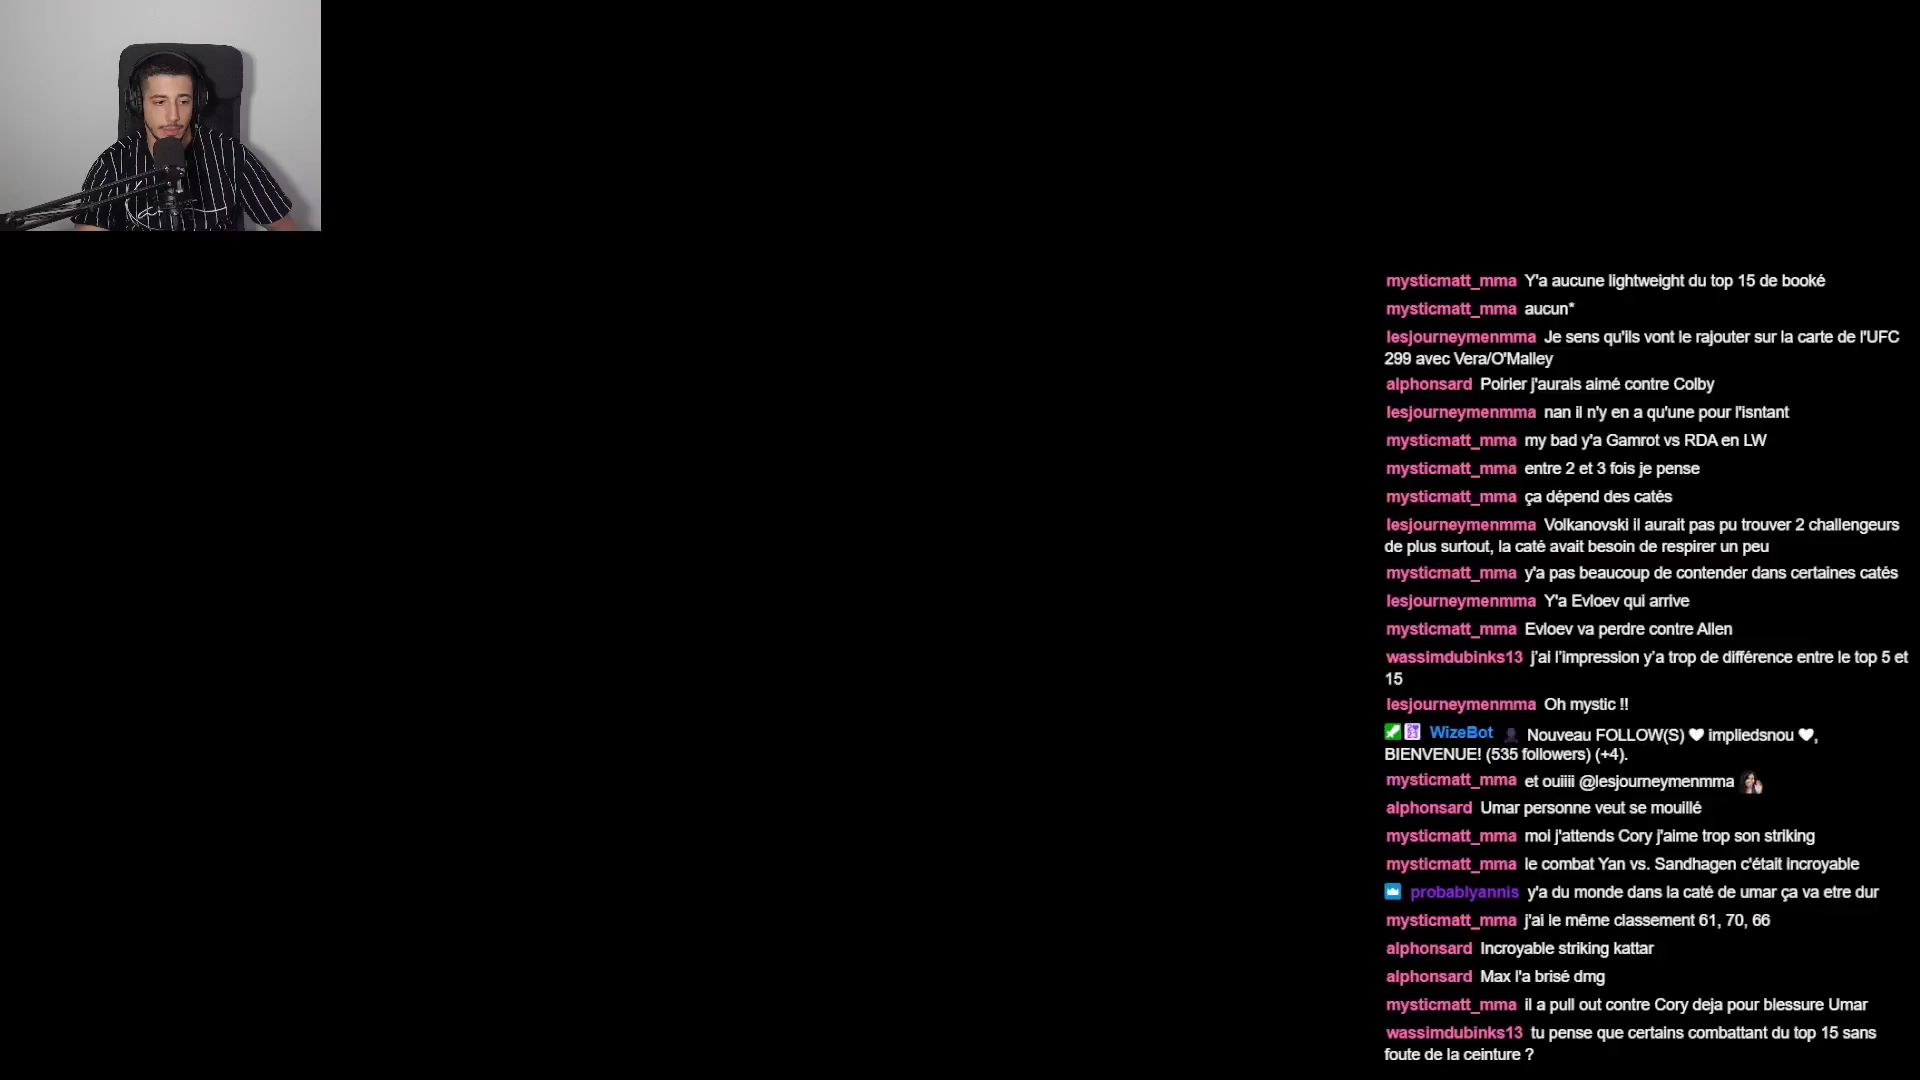 mysticmatt_mma Y'a aucune lightweight du top 15 de booké
mysticmatt_mma aucun*
lesjourneymenmma Je sens qu'ils vont le rajouter sur la carte de l'UFC
299 avec Vera/O'Malley
alphonsard Poirier j'aurais aimé contre Colby
lesjourneymenmma nan il n'y en a qu'une pour l'isntant
mysticmatt_mma my bad y'a Gamrot vs RDA en LW
mysticmatt_mma entre 2 et 3 fois je pense
mysticmatt_mma ça dépend des catés
lesjourneymenmma Volkanovski il aurait pas pu trouver 2 challengeurs
de plus surtout, la caté avait besoin de respirer un peu
mysticmatt_mma y'a pas beaucoup de contender dans certaines catés
lesjourneymenmma Y'a Evloev qui arrive
mysticmatt_mma Evloev va perdre contre Allen
wassimdubinks13 j'ai l'impression y'a trop de différence entre le top 5 et
15
lesjourneymenmma Oh mystic !!
WizeBot Nouveau FOLLOW(S) ♥ impliedsnou ♥,
BIENVENUE! (535 followers) (+4).
mysticmatt_mma et ouiiii @lesjourneymenmma
alphonsard Umar personne veut se mouillé
mysticmatt_mma moi j'attends Cory j'aime trop son striking
mysticmatt_mma le combat Yan vs. Sandhagen c'était incroyable
probablyannis y'a du monde dans la caté de umar ça va etre dur
mysticmatt_mma j'ai le même classement 61, 70, 66
alphonsard Incroyable striking kattar
alphonsard Max l'a brisé dmg
mysticmatt_mma il a pull out contre Cory deja pour blessure Umar
wassimdubinks13 tu pense que certains combattant du top 15 sans
foute de la ceinture ?